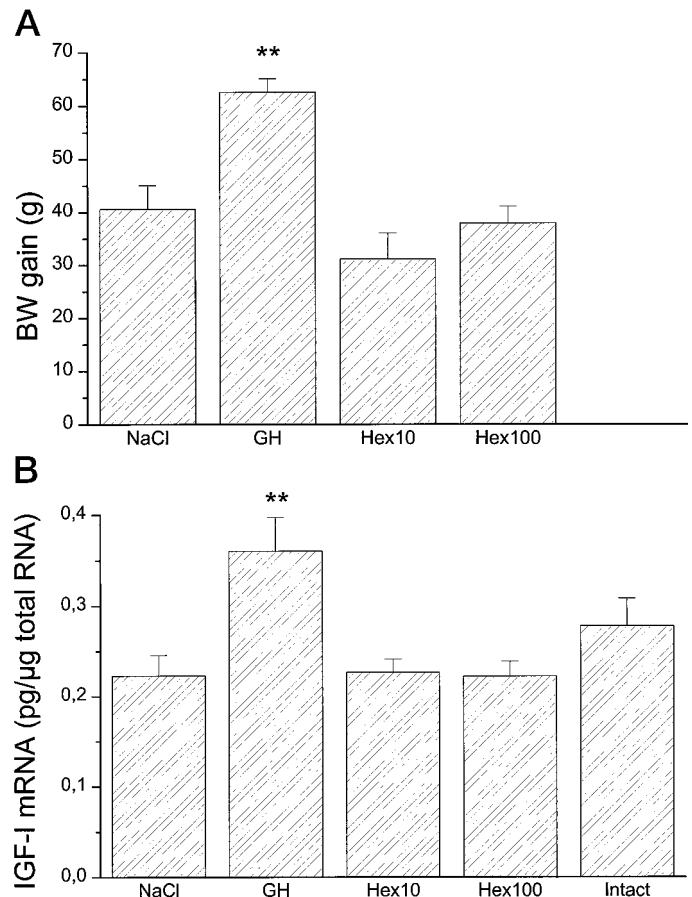 A
BW gain (g)
70
60
50
40
30
20
10
0
**
NaCl
GH
Hex10
Hex100
B
IGF-I mRNA (pg/µg total RNA)
0,4
0,3
0,2
0,1
0,0
**
NaCl
GH
Hex10
Hex100
Intact